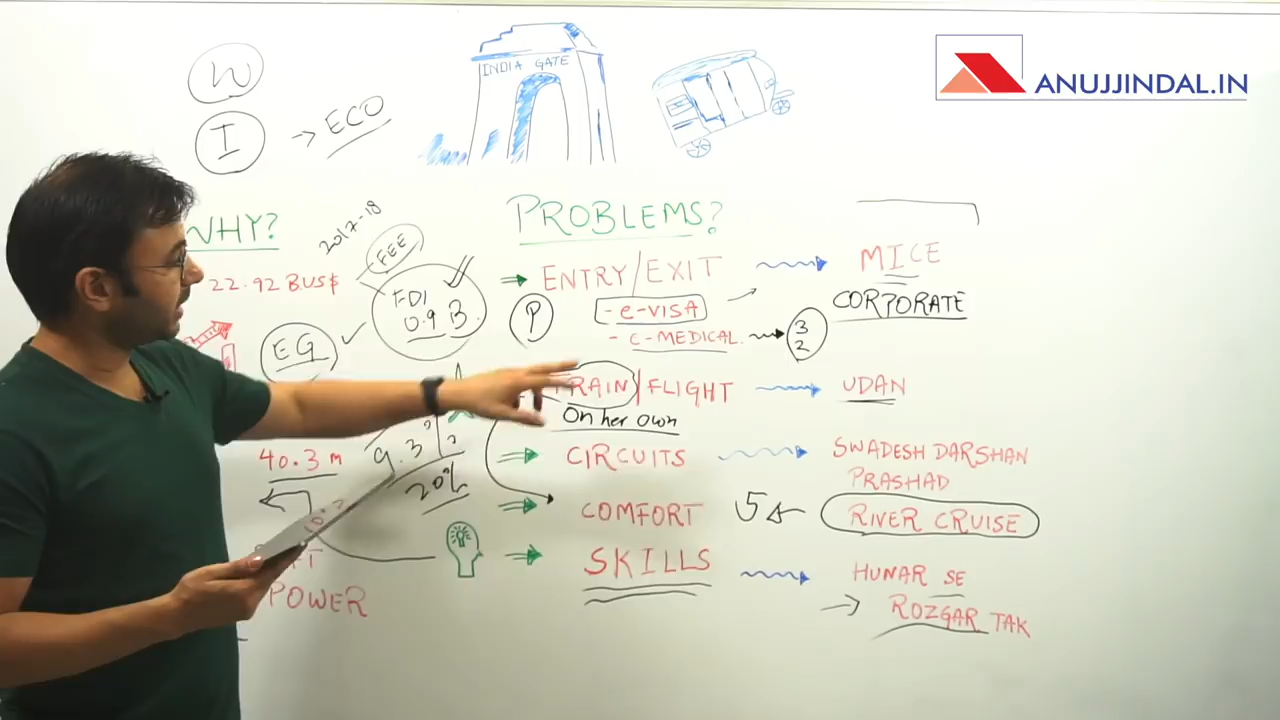 W
I → ECO
INDIA GATE
ANUJJINDAL.IN
WHY?
2017-18
FEE
22.92 BUS$
FDI
0.9 B.
EG
40.3 m
9.3
20%
POWER
PROBLEMS?
ENTRY/EXIT
P
- e-VISA
- C-MEDICAL.
3
2
MICE
CORPORATE
TRAIN/FLIGHT
UDAN
On her own
CIRCUITS
SWADESH DARSHAN
PRASHAD
COMFORT
5 ← RIVER CRUISE
SKILLS
HUNAR SE
→ ROZGAR TAK